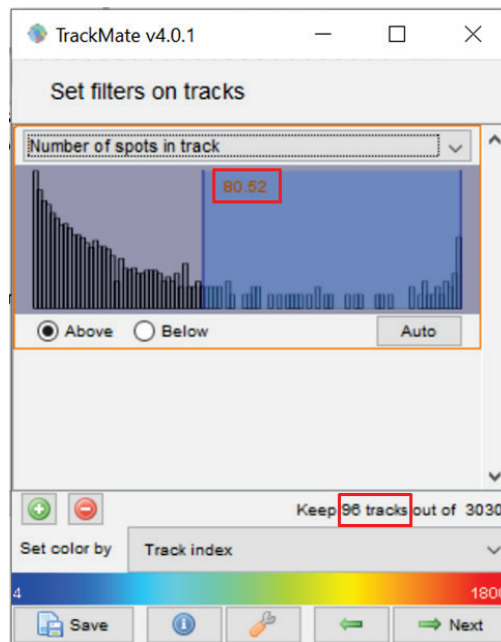 TrackMate v4.0.1
Set filters on tracks
Number of spots in track
80.52
Above Below Auto
Keep 96 tracks out of 3030
Set color by Track index
4 1800
Save Next